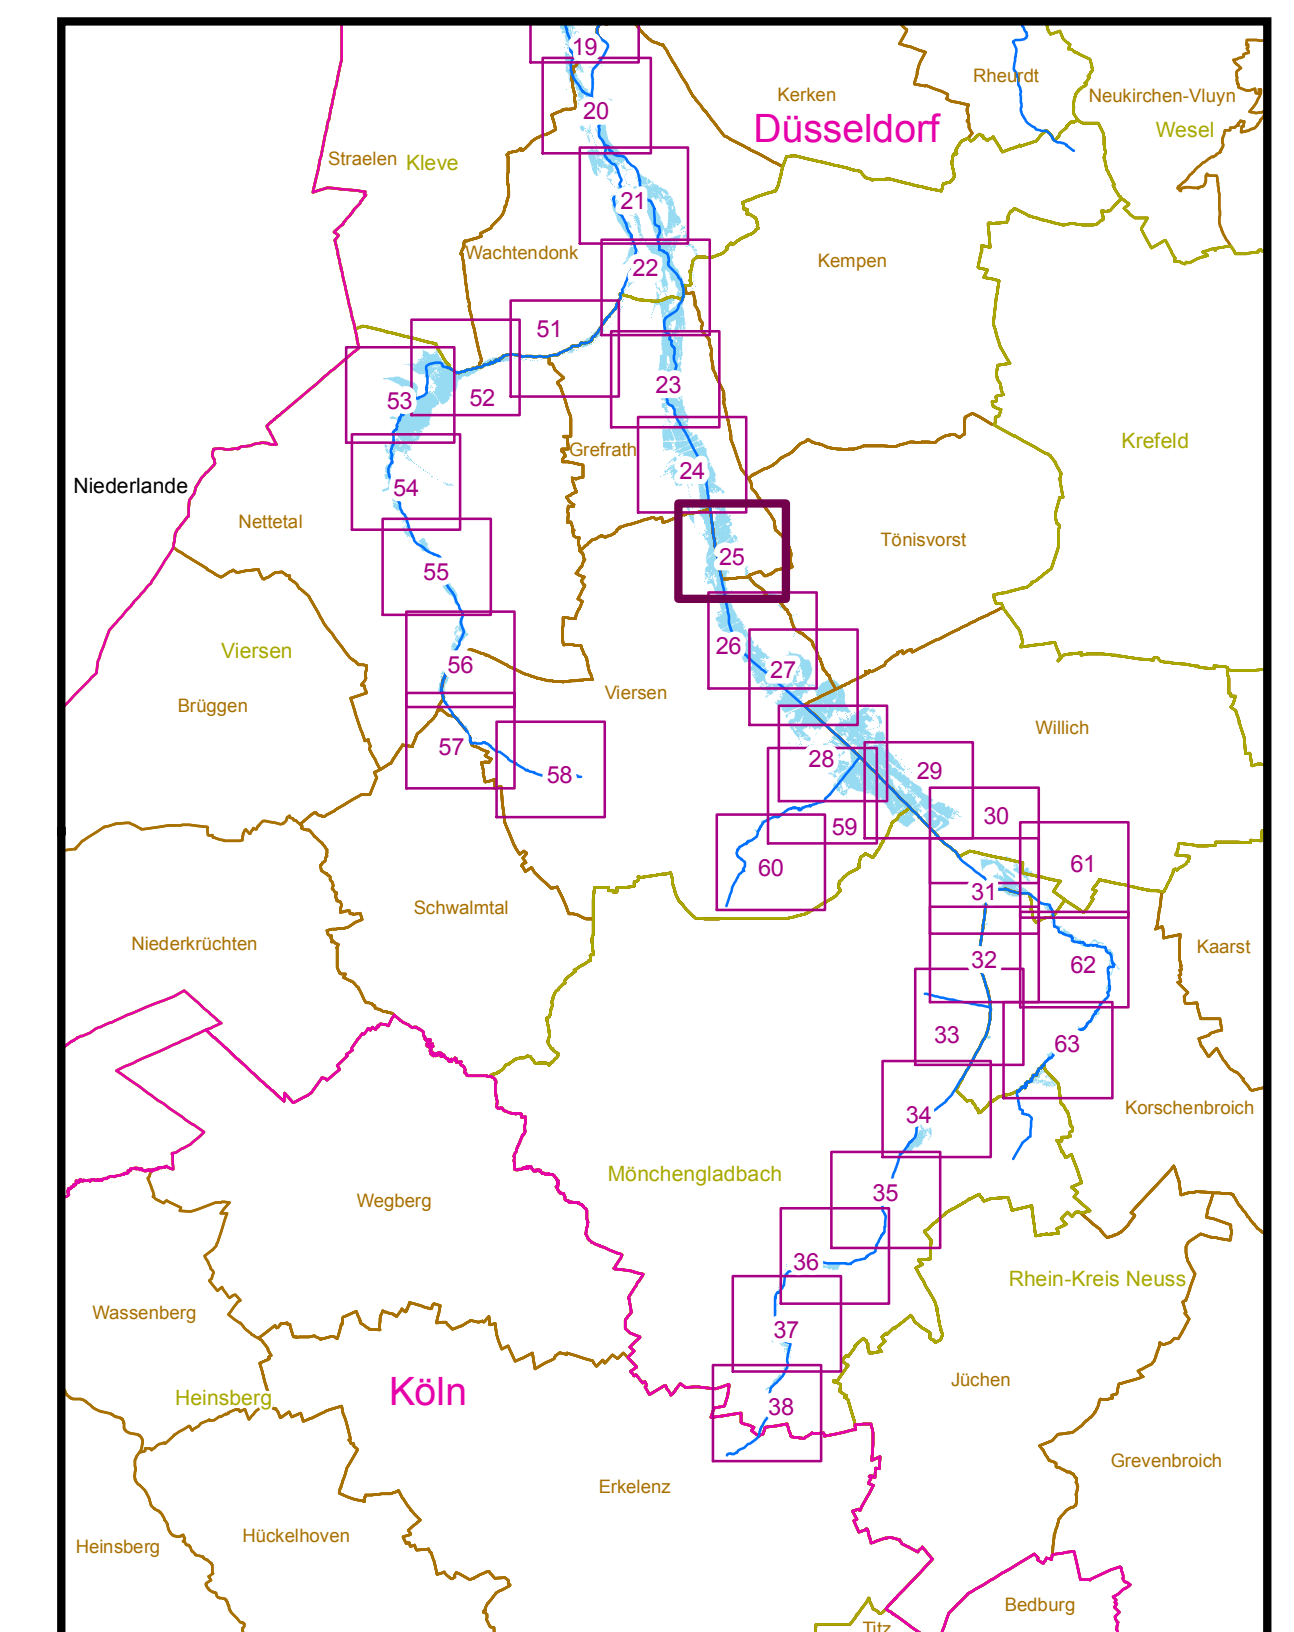 19
Rheurdt
Kerken
Neukirchen-Vluyn
20
Düsseldorf
Wesel
Straelen
Kleve
21
Wachtendonk
Kempen
22
51
23
53
52
Krefeld
Grefrath
24
Niederlande
54
Nettetal
Tönisvorst
25
55
26
Viersen
56
27
Viersen
Brüggen
Willich
57
28
29
58
30
59
61
60
31
Schwalmtal
Niederkrüchten
Kaarst
32
62
33
63
Korschenbroich
34
Mönchengladbach
35
Wegberg
36
Rhein-Kreis Neuss
Wassenberg
37
Jüchen
Köln
Heinsberg
38
Grevenbroich
Erkelenz
Hückelhoven
Heinsberg
Bedburg
Titz